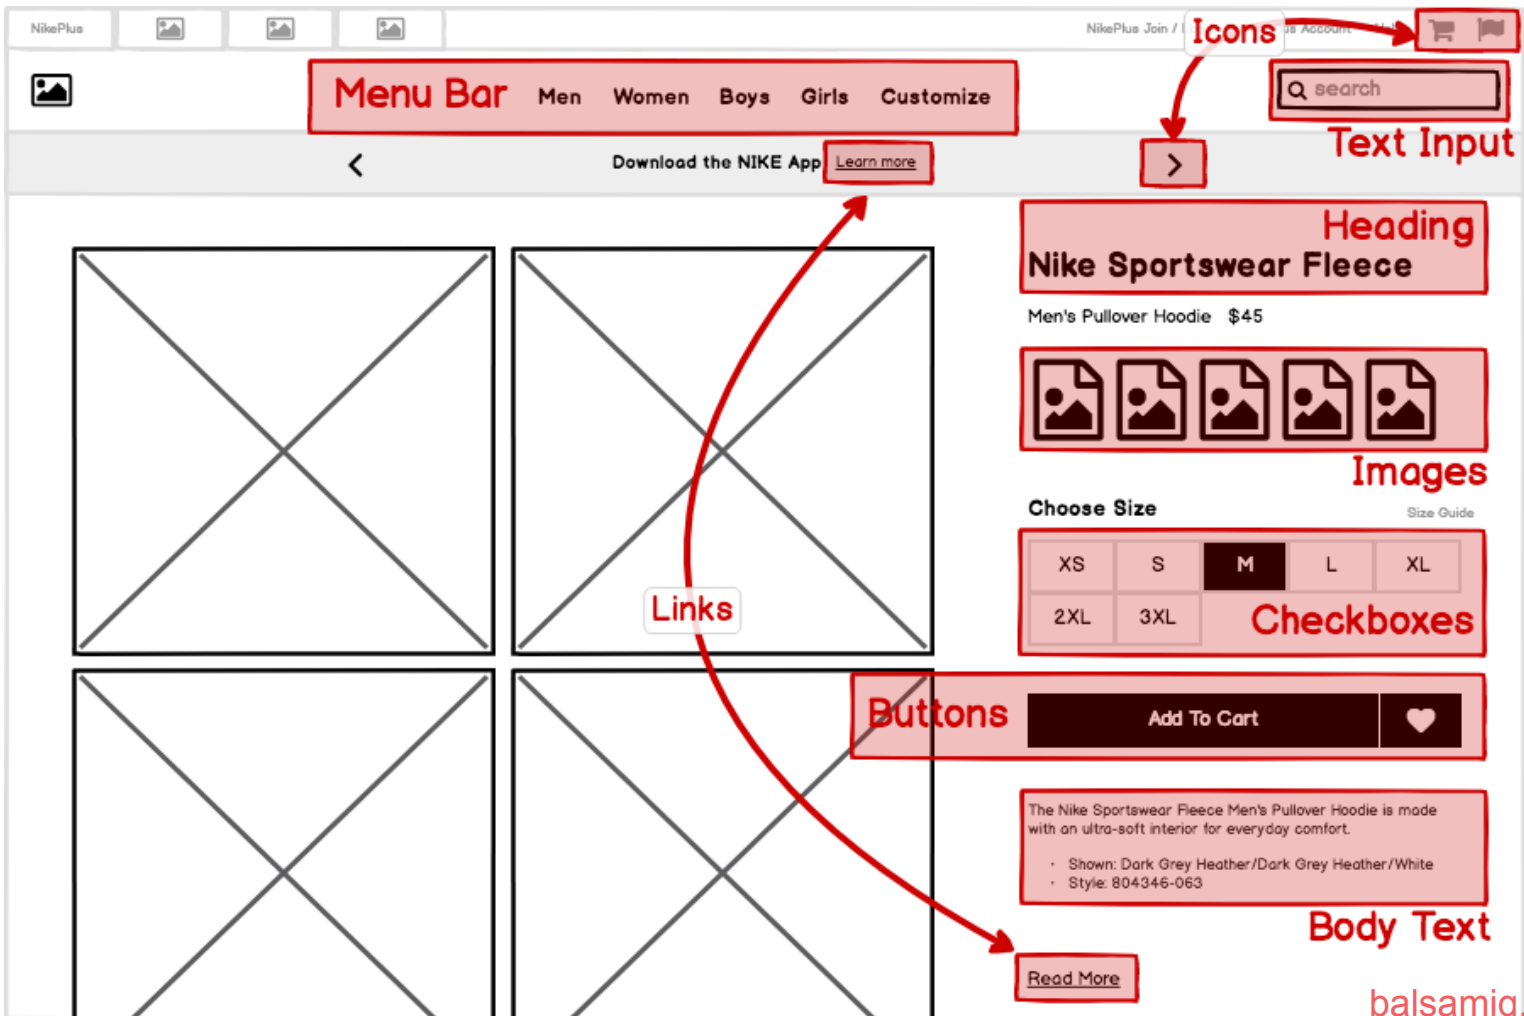 NikePlus
NikePlus Join /
Account
Icons
Menu Bar
Men
Women
Boys
Girls
Customize
search
Text Input
Download the NIKE App
Learn more
Heading
Nike Sportswear Fleece
Men's Pullover Hoodie $45
Images
Choose Size
Size Guide
XS
S
M
L
XL
2XL
3XL
Checkboxes
Links
Buttons
Add To Cart
The Nike Sportswear Fleece Men's Pullover Hoodie is made
with an ultra-soft interior for everyday comfort.
· Shown: Dark Grey Heather/Dark Grey Heather/White
· Style: 804346-063
Body Text
Read More
balsamiq.